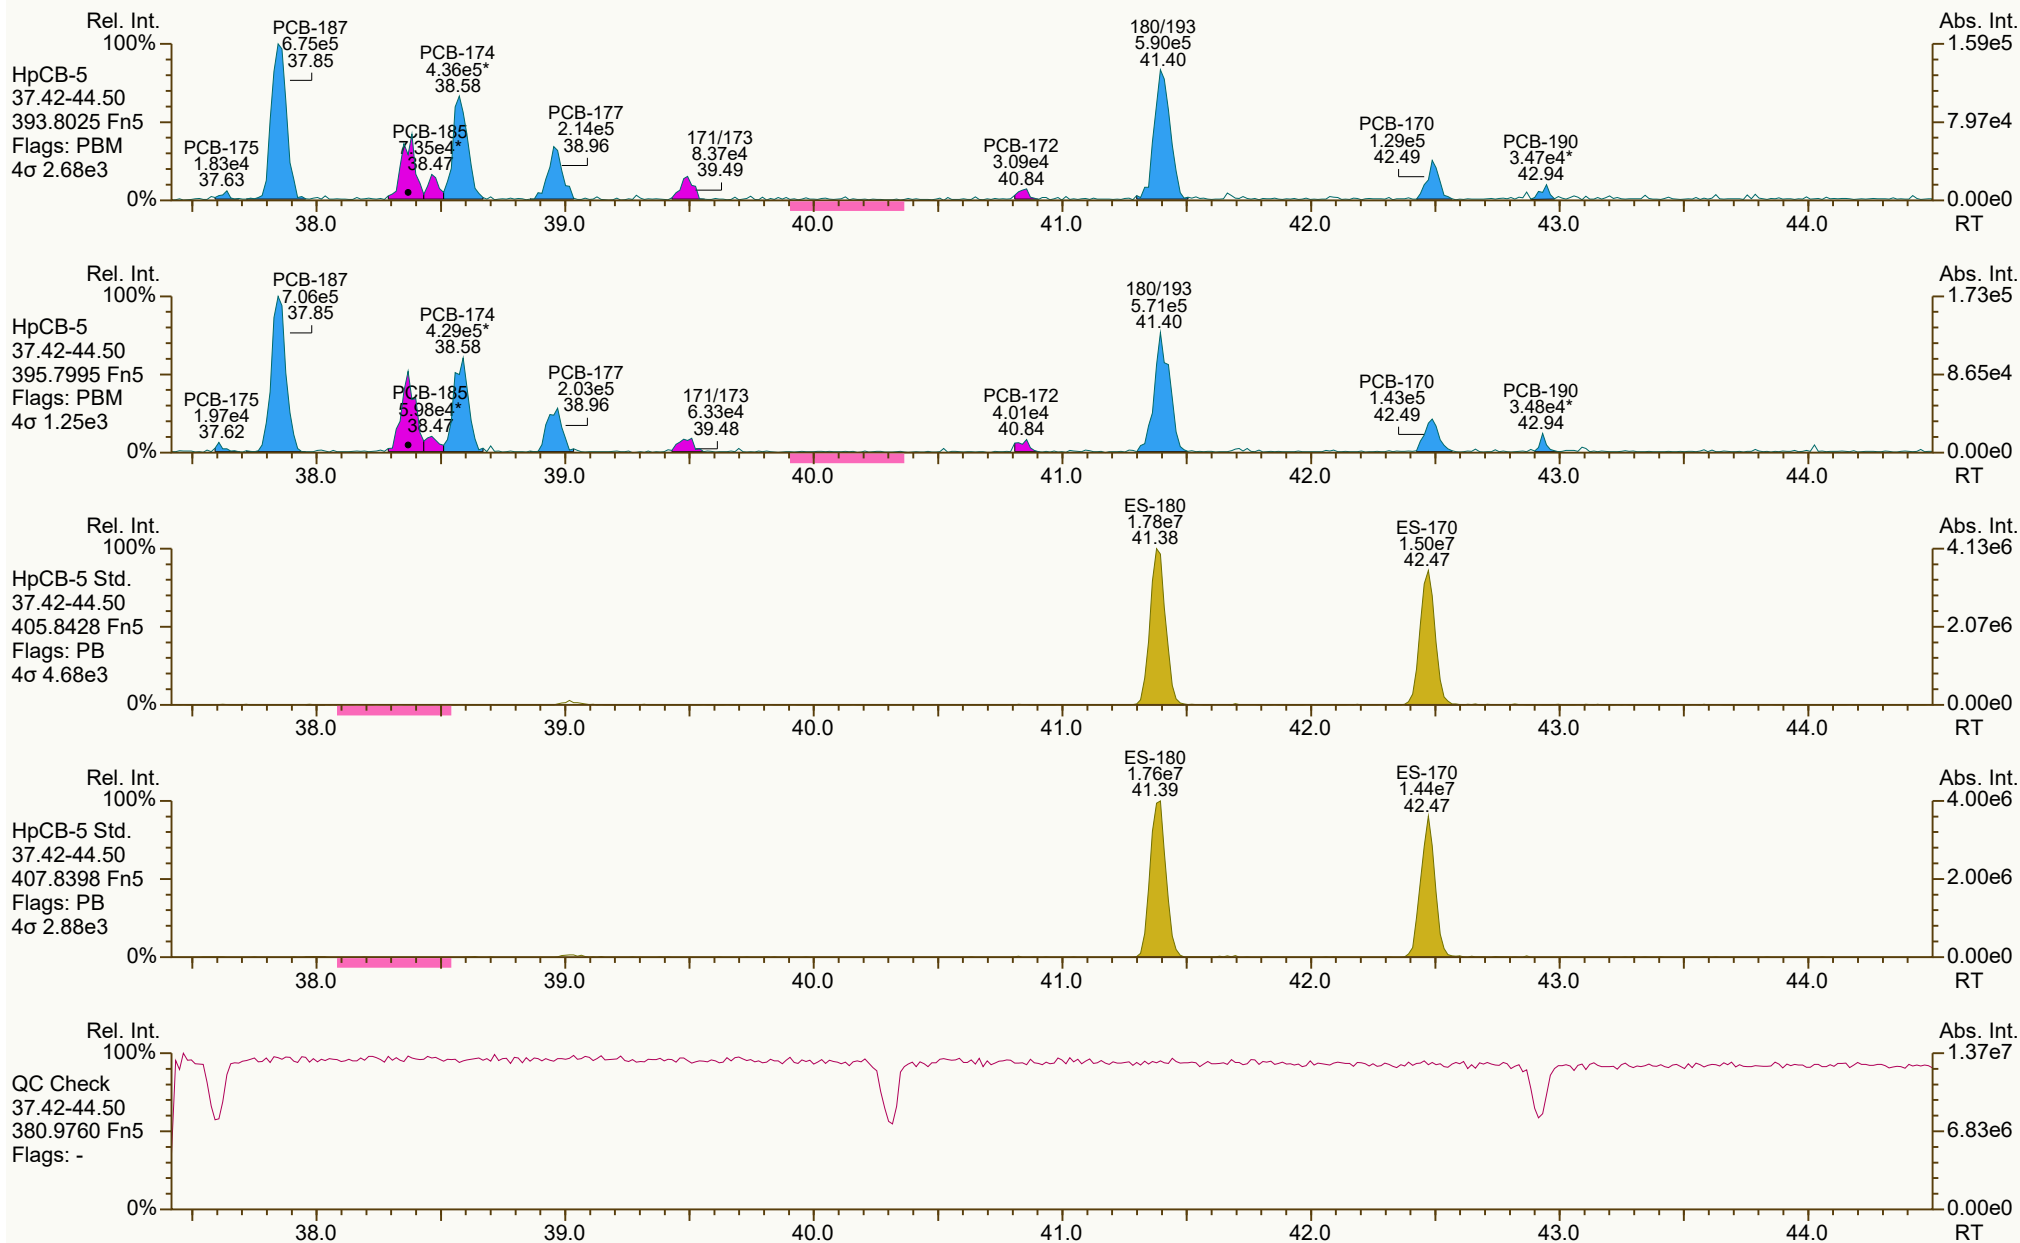 Rel. Int.
Abs. Int.
100%
1.59e5
HpCB-5
37.42-44.50
393.8025 Fn5
Flags: PBM
4σ 2.68e3
7.97e4
0%
0.00e0
PCB-175
1.83e4
37.63
PCB-187
6.75e5
37.85
PCB-185
7.35e4*
38.47
PCB-174
4.36e5*
38.58
PCB-177
2.14e5
38.96
171/173
8.37e4
39.49
PCB-172
3.09e4
40.84
180/193
5.90e5
41.40
PCB-170
1.29e5
42.49
PCB-190
3.47e4*
42.94
38.0 39.0 40.0 41.0 42.0 43.0 44.0 RT
Rel. Int.
Abs. Int.
100%
1.73e5
HpCB-5
37.42-44.50
395.7995 Fn5
Flags: PBM
4σ 1.25e3
8.65e4
0%
0.00e0
PCB-175
1.97e4
37.62
PCB-187
7.06e5
37.85
PCB-185
5.98e4*
38.47
PCB-174
4.29e5*
38.58
PCB-177
2.03e5
38.96
171/173
6.33e4
39.48
PCB-172
4.01e4
40.84
180/193
5.71e5
41.40
PCB-170
1.43e5
42.49
PCB-190
3.48e4*
42.94
38.0 39.0 40.0 41.0 42.0 43.0 44.0 RT
Rel. Int.
Abs. Int.
100%
4.13e6
HpCB-5 Std.
37.42-44.50
405.8428 Fn5
Flags: PB
4σ 4.68e3
2.07e6
0%
0.00e0
ES-180
1.78e7
41.38
ES-170
1.50e7
42.47
38.0 39.0 40.0 41.0 42.0 43.0 44.0 RT
Rel. Int.
Abs. Int.
100%
4.00e6
HpCB-5 Std.
37.42-44.50
407.8398 Fn5
Flags: PB
4σ 2.88e3
2.00e6
0%
0.00e0
ES-180
1.76e7
41.39
ES-170
1.44e7
42.47
38.0 39.0 40.0 41.0 42.0 43.0 44.0 RT
Rel. Int.
Abs. Int.
100%
1.37e7
QC Check
37.42-44.50
380.9760 Fn5
Flags: -
6.83e6
0%
0.00e0
38.0 39.0 40.0 41.0 42.0 43.0 44.0 RT